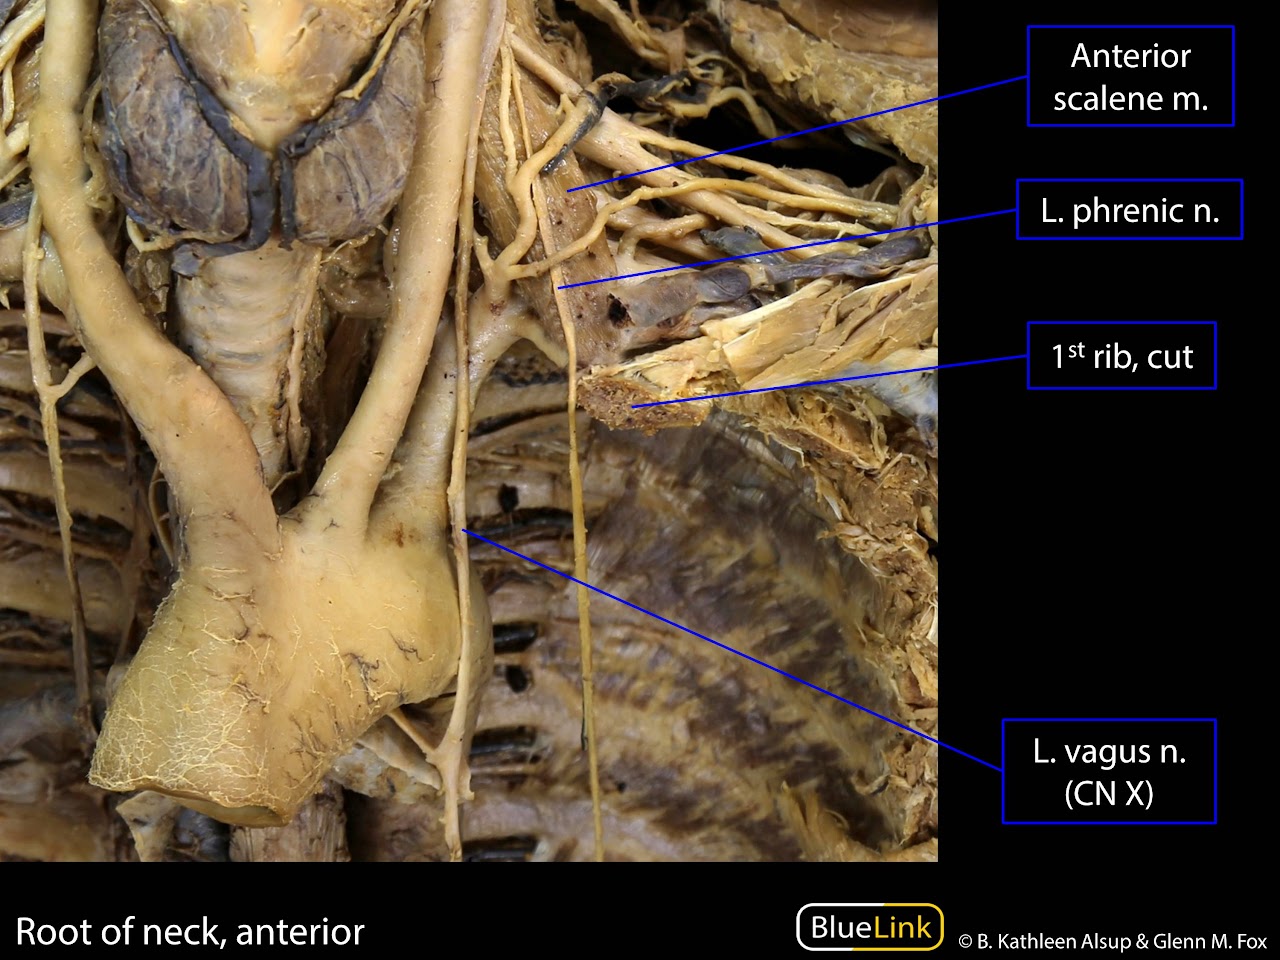 Anterior
scalene m.
L. phrenic n.
1st rib, cut
L. vagus n.
(CN X)
Root of neck, anterior
BlueLink
© B. Kathleen Alsup & Glenn M. Fox